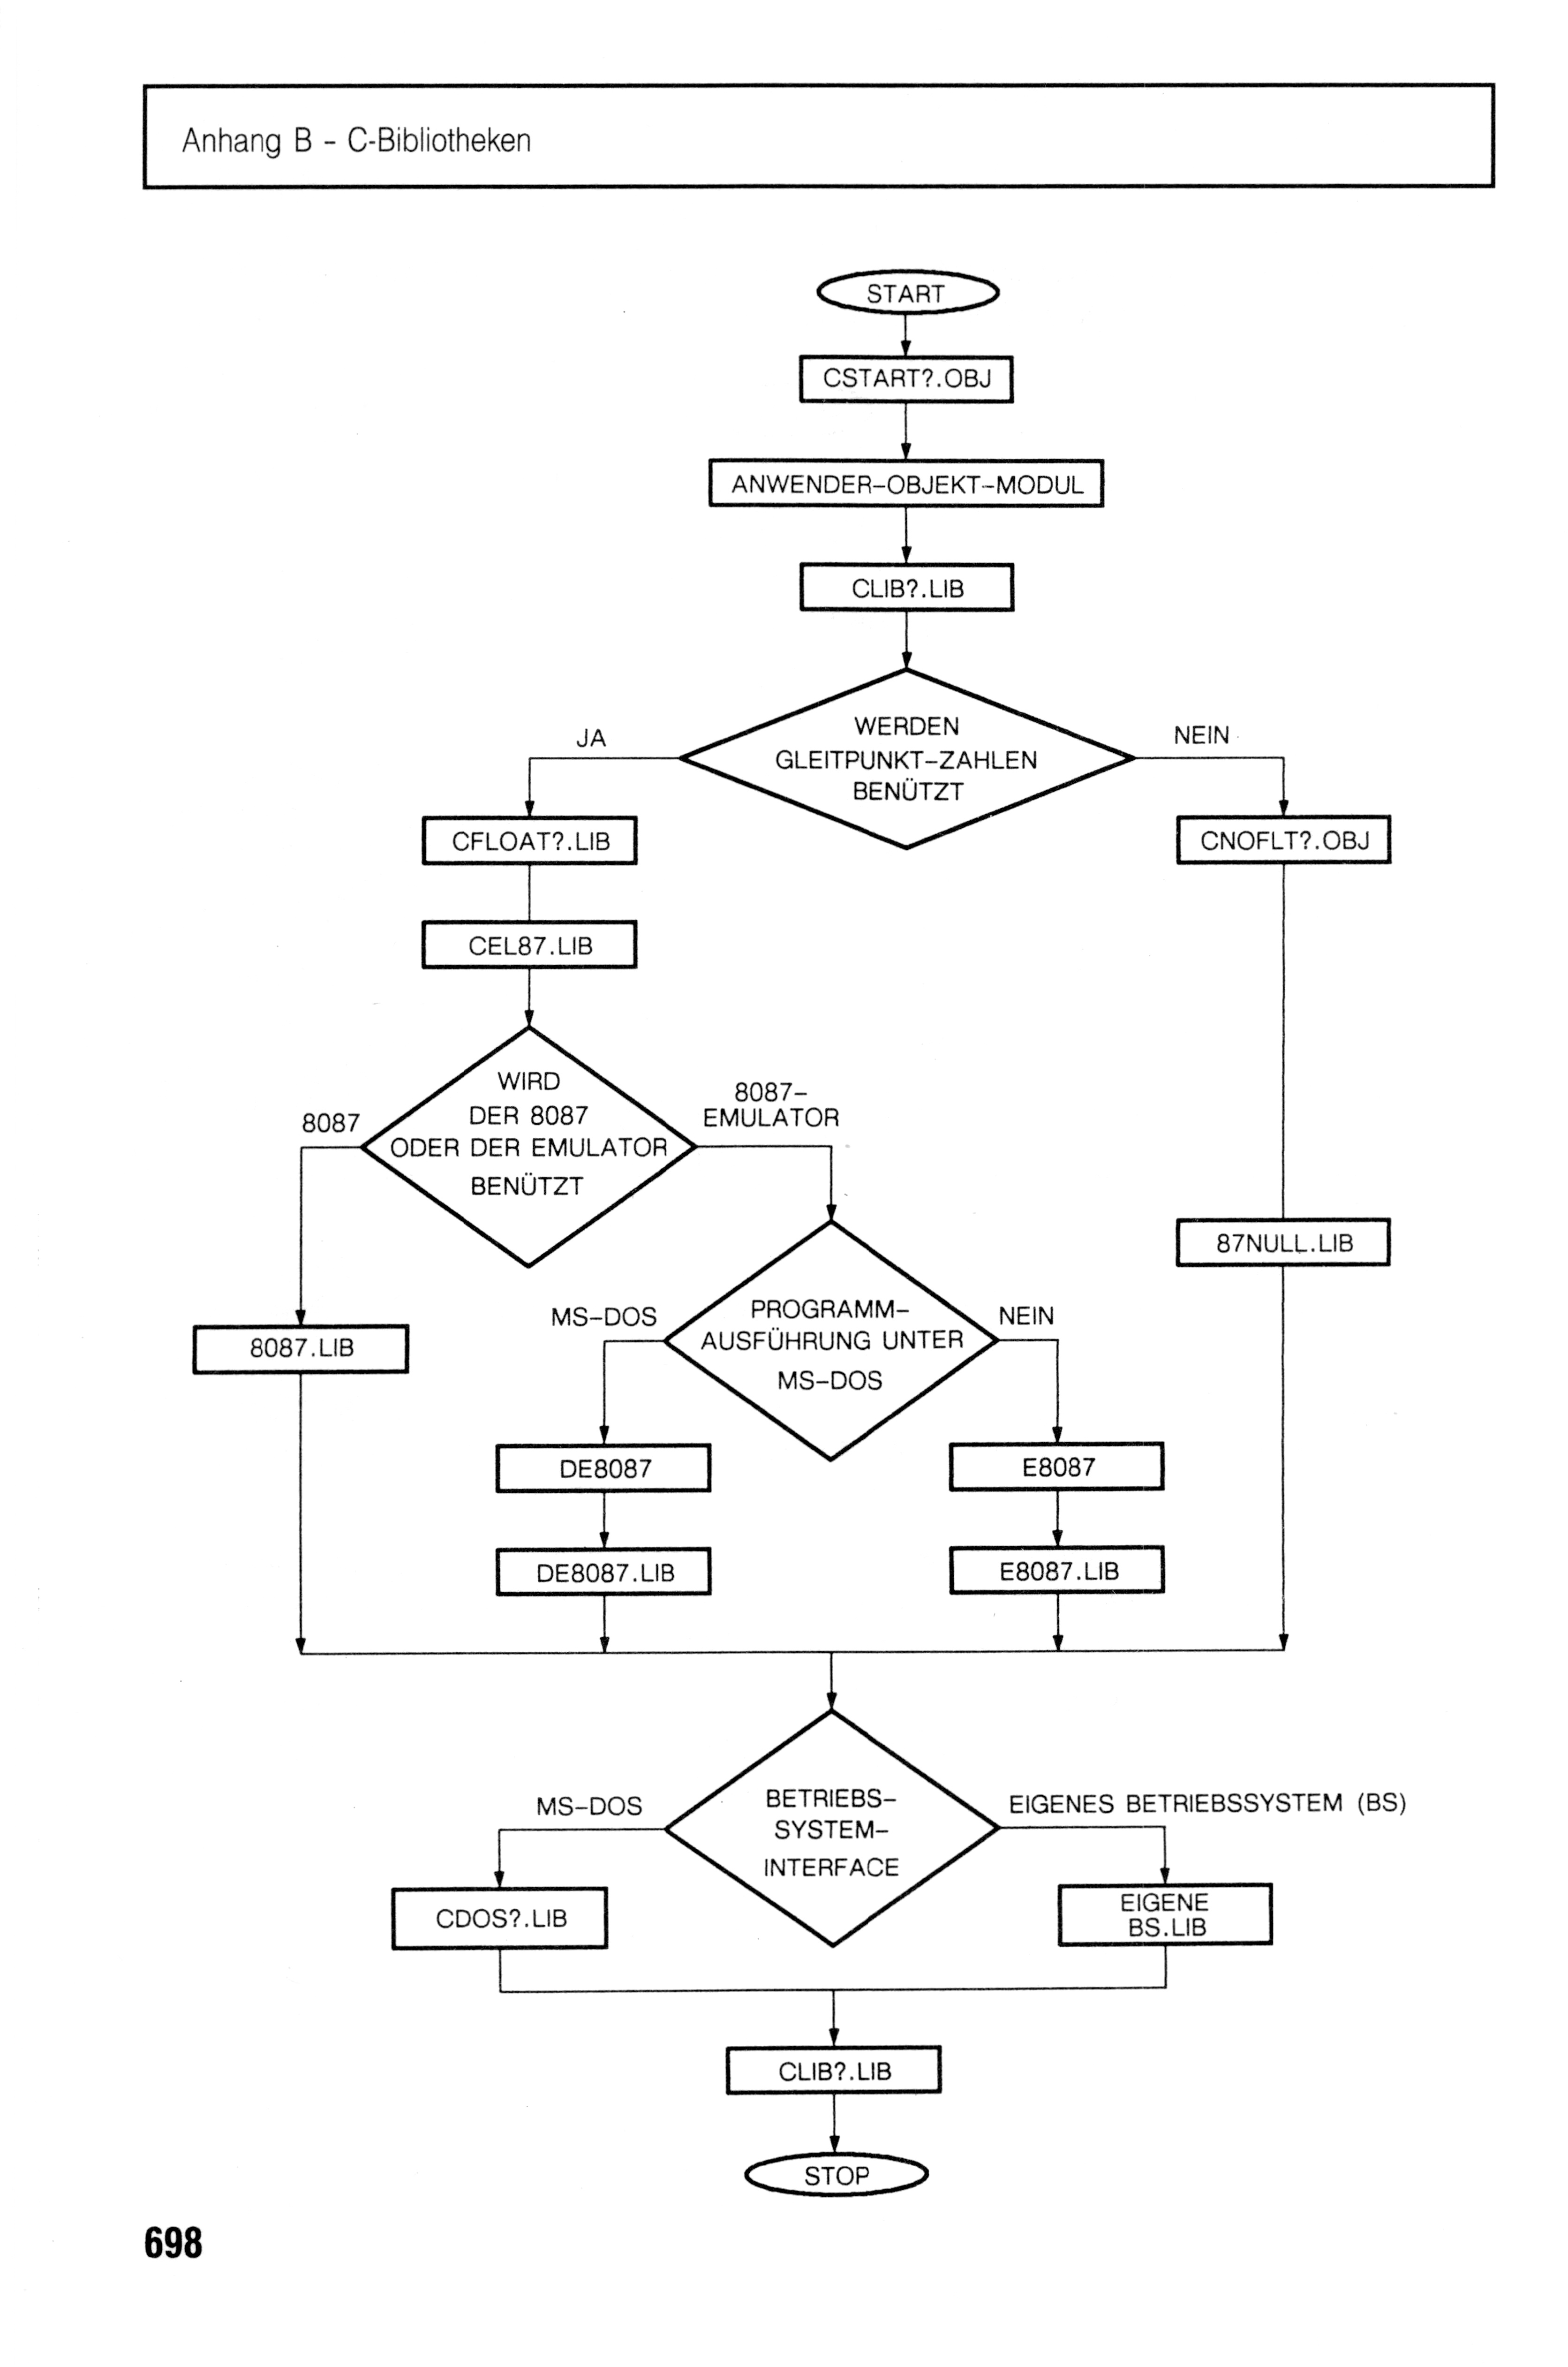 Anhang B – C-Bibliotheken
START
CSTART?.OBJ
ANWENDER-OBJEKT-MODUL
CLIB?.LIB
WERDEN
GLEITPUNKT-ZAHLEN
BENÜTZT
JA
NEIN
CFLOAT?.LIB
CNOFLT?.OBJ
CEL87.LIB
WIRD
DER 8087
ODER DER EMULATOR
BENÜTZT
8087
8087-
EMULATOR
87NULL.LIB
8087.LIB
PROGRAMM-
AUSFÜHRUNG UNTER
MS-DOS
MS-DOS
NEIN
DE8087
E8087
DE8087.LIB
E8087.LIB
BETRIEBS-
SYSTEM-
INTERFACE
MS-DOS
EIGENES BETRIEBSSYSTEM (BS)
CDOS?.LIB
EIGENE
BS.LIB
CLIB?.LIB
STOP
698